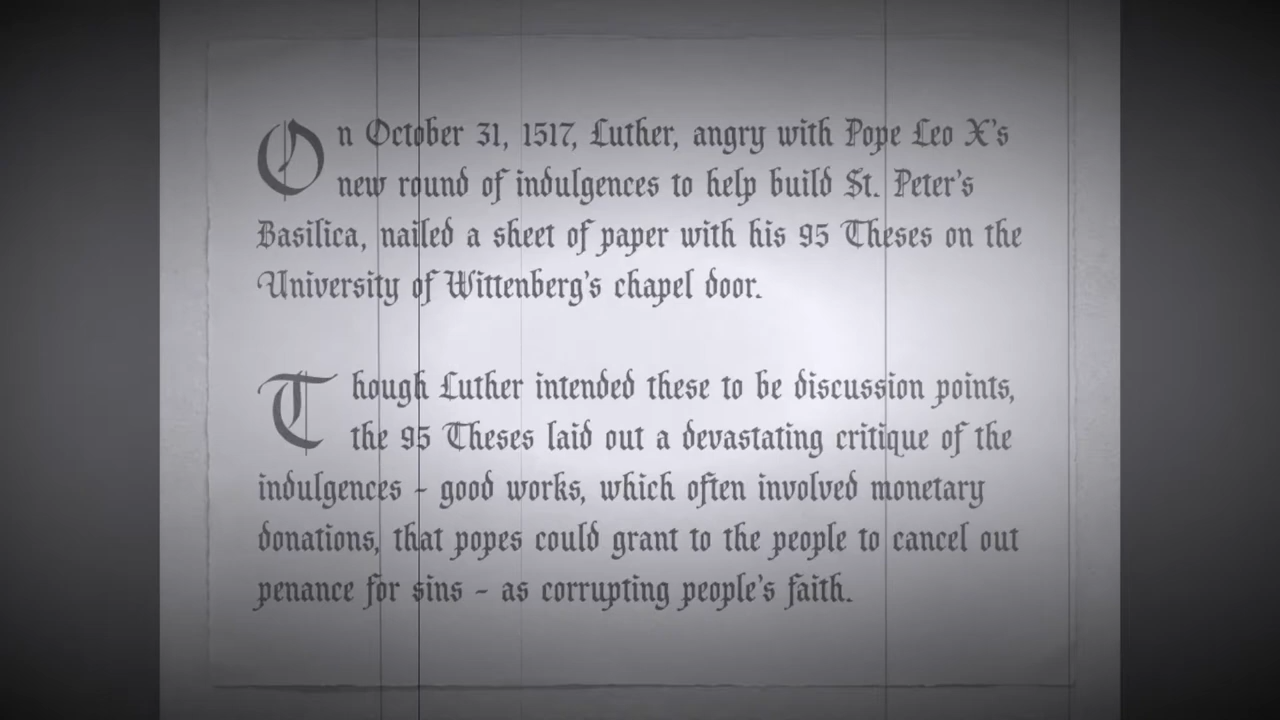 On October 31, 1517, Luther, angry with Pope Leo X's
new round of indulgences to help build St. Peter's
Basilica, nailed a sheet of paper with his 95 Theses on the
University of Wittenberg's chapel door.
Though Luther intended these to be discussion points,
the 95 Theses laid out a devastating critique of the
indulgences - good works, which often involved monetary
donations, that popes could grant to the people to cancel out
penance for sins - as corrupting people's faith.